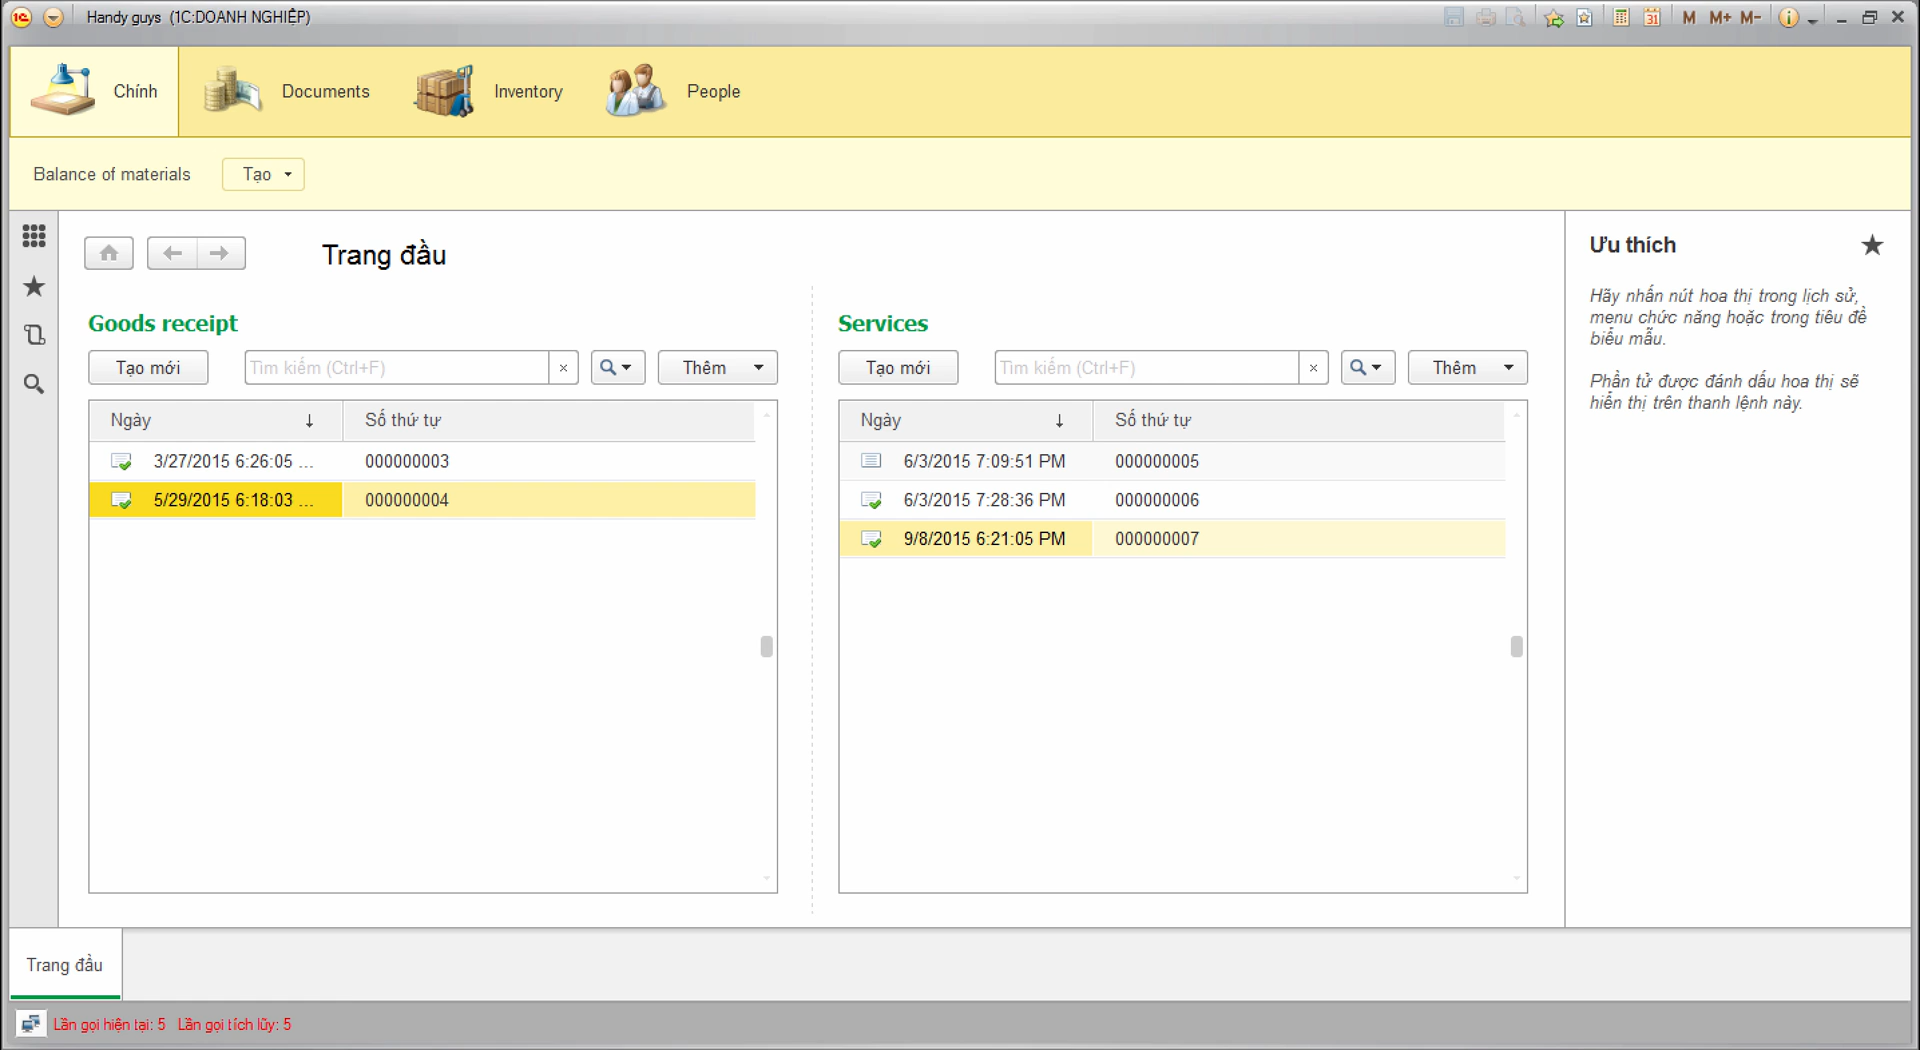 Handy guys (1C:DOANH NGHIỆP)
31
M M+ M-
Chính
Documents
Inventory
People
Balance of materials
Tạo
Trang đầu
Goods receipt
Tạo mới
Tìm kiếm (Ctrl+F)
×
Thêm
Ngày ↓ Số thứ tự
3/27/2015 6:26:05 ... 000000003
5/29/2015 6:18:03 ... 000000004
Services
Tạo mới
Tìm kiếm (Ctrl+F)
×
Thêm
Ngày ↓ Số thứ tự
6/3/2015 7:09:51 PM 000000005
6/3/2015 7:28:36 PM 000000006
9/8/2015 6:21:05 PM 000000007
Ưu thích
Hãy nhấn nút hoa thị trong lịch sử,
menu chức năng hoặc trong tiêu đề
biểu mẫu.
Phần tử được đánh dấu hoa thị sẽ
hiển thị trên thanh lệnh này.
Trang đầu
Lần gọi hiện tại: 5 Lần gọi tích lũy: 5